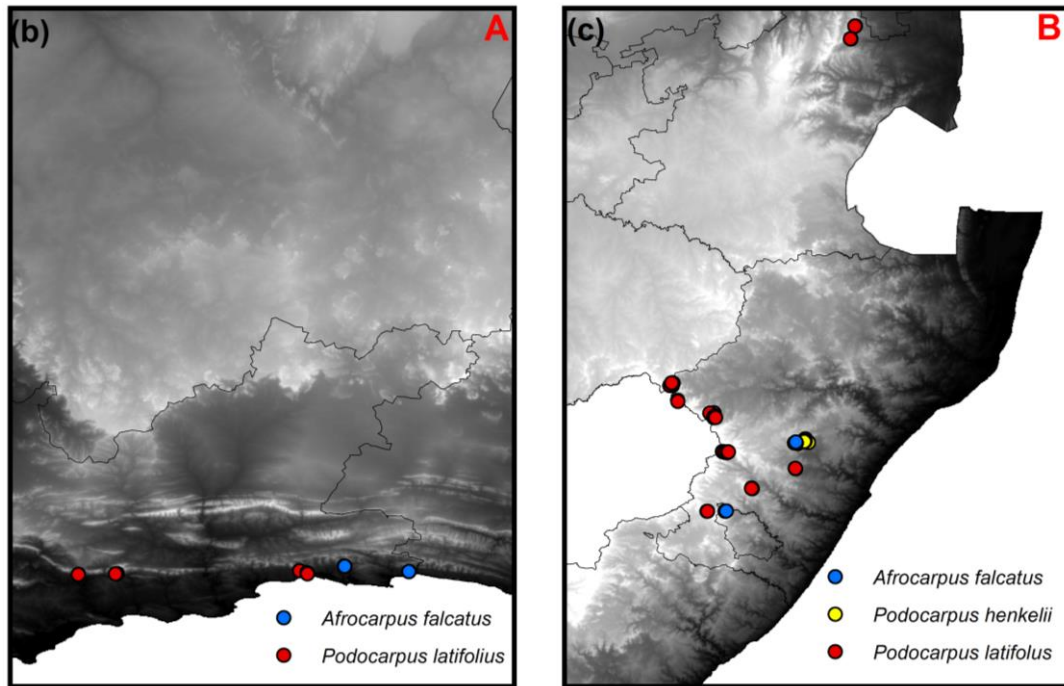 (b) A
Afrocarpus falcatus
Podocarpus latifolius
(c) B
Afrocarpus falcatus
Podocarpus henkelii
Podocarpus latifolus